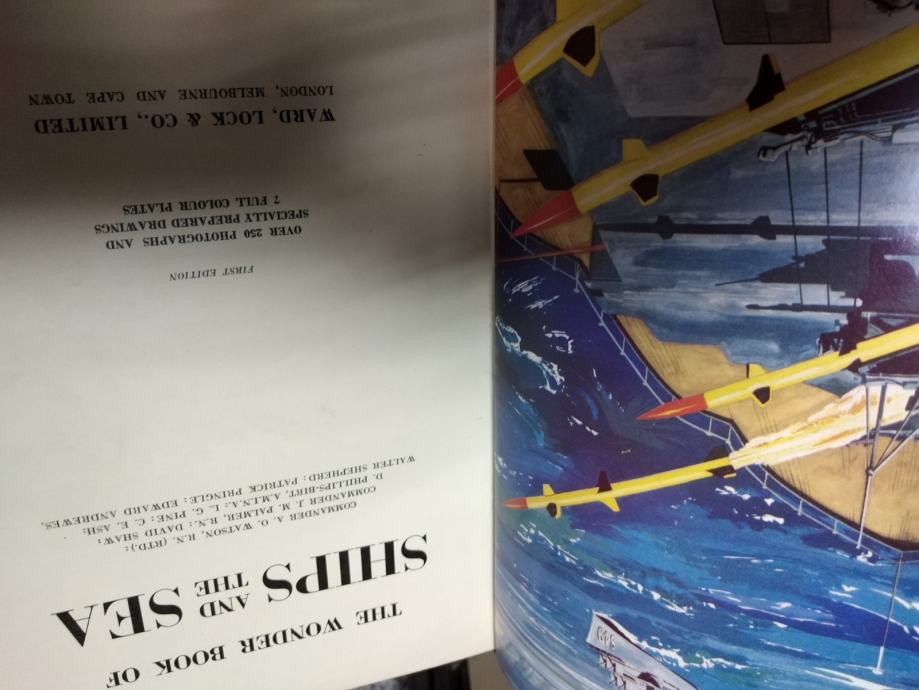 THE WONDER BOOK OF
SHIPS AND THE SEA
COMMANDER A. O. WATSON, R.N. (RTD.);
COMMANDER J. M. PALMER, R.N.; DAVID SHAW;
D. PHILLIPS-BIRT, A.M.I.N.A.; L. G. PINE; C. E. ASH;
WALTER SHEPHERD; PATRICK PRINGLE; EDWARD ANDREWES.
FIRST EDITION
OVER 250 PHOTOGRAPHS AND
SPECIALLY PREPARED DRAWINGS
7 FULL COLOUR PLATES
WARD, LOCK & CO., LIMITED
LONDON, MELBOURNE AND CAPE TOWN